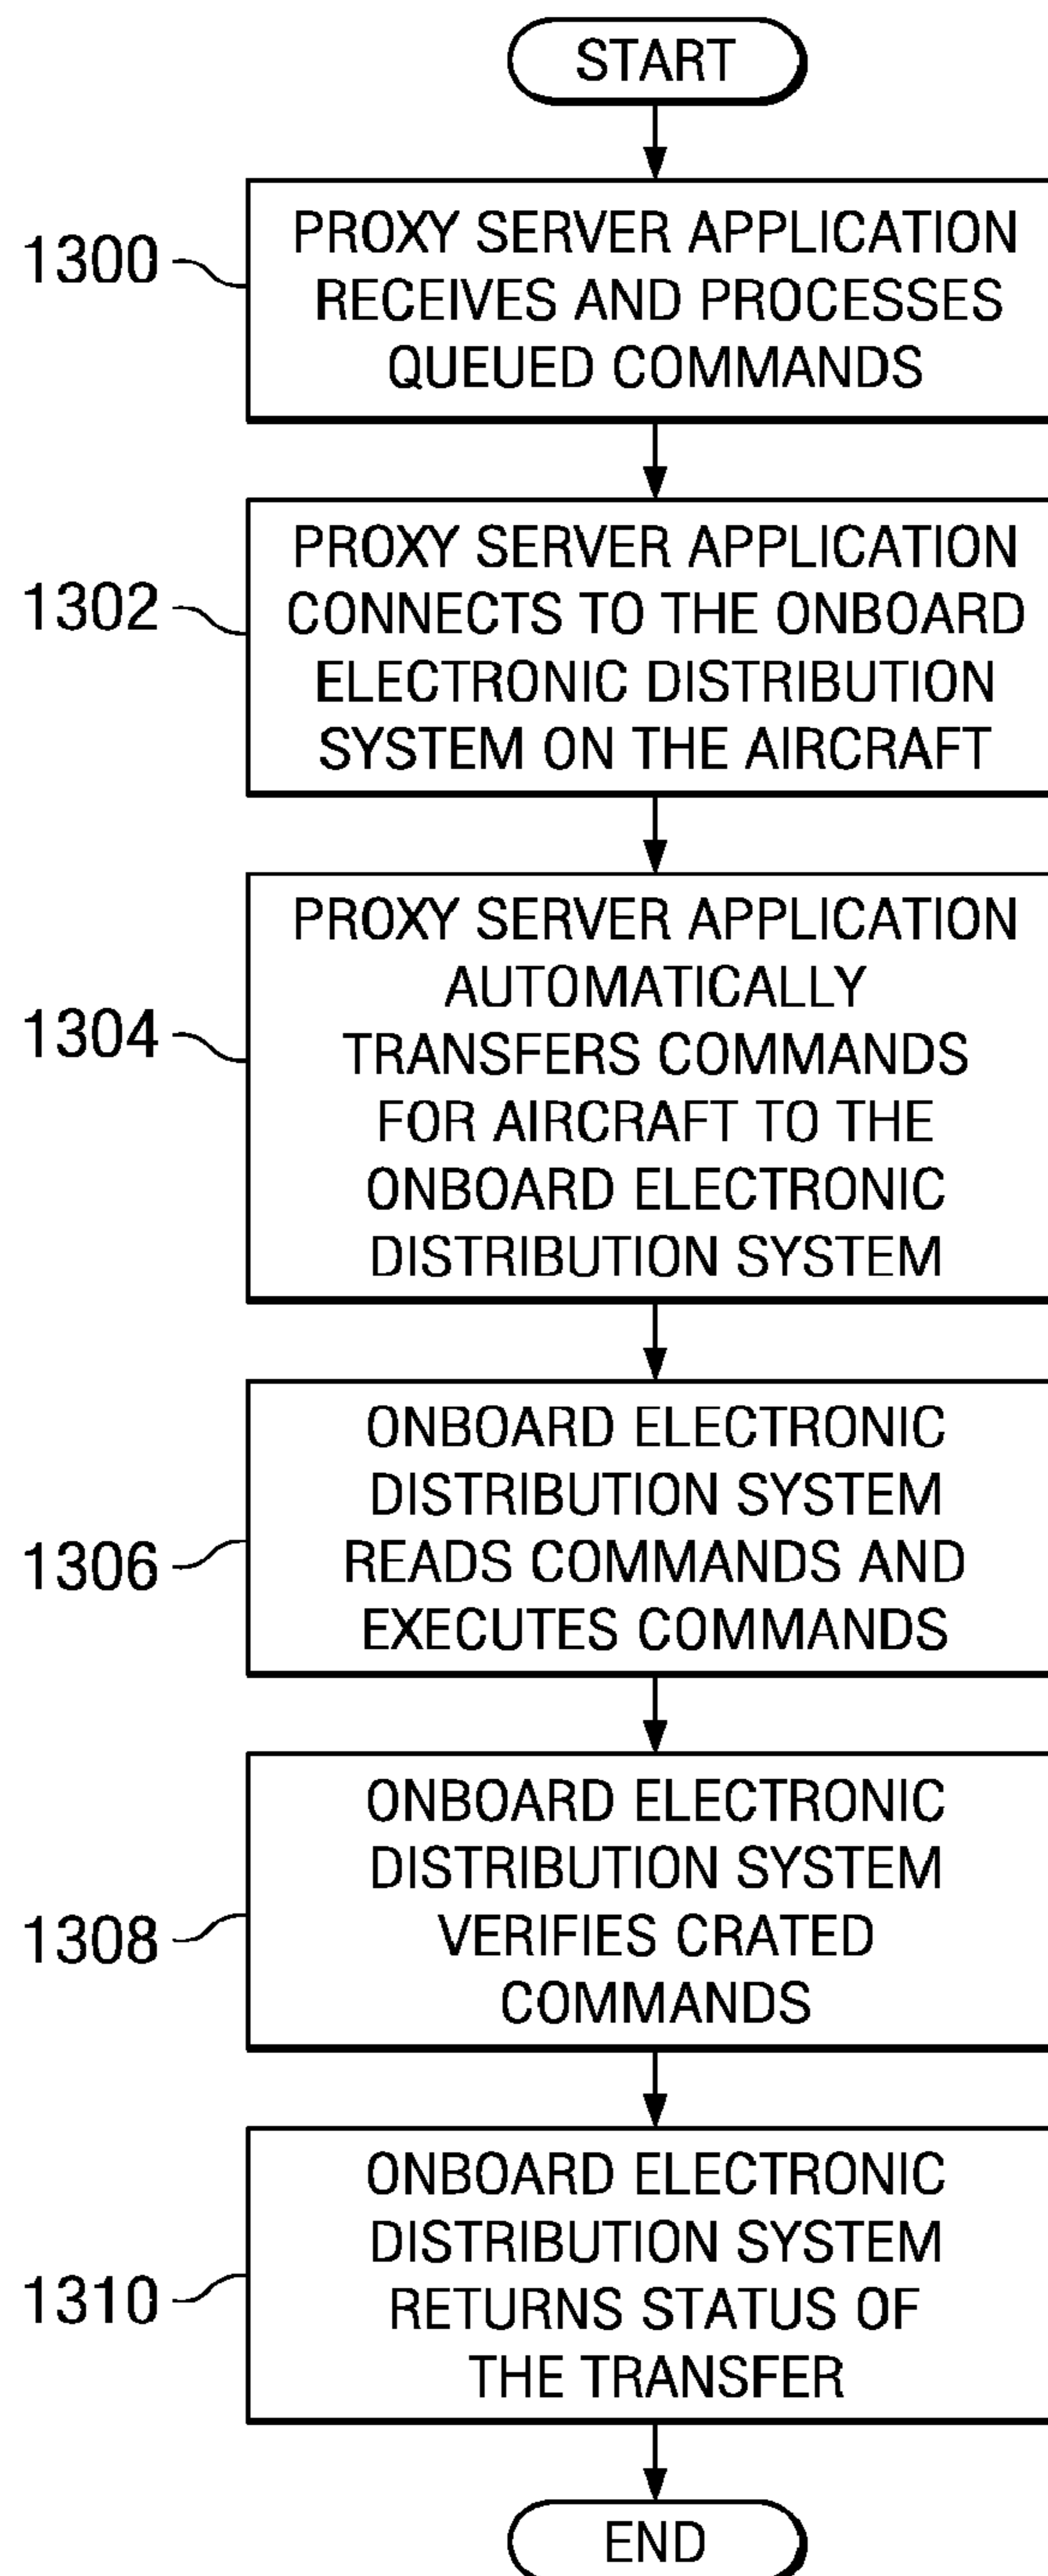 START
1300
PROXY SERVER APPLICATION
RECEIVES AND PROCESSES
QUEUED COMMANDS
1302
PROXY SERVER APPLICATION
CONNECTS TO THE ONBOARD
ELECTRONIC DISTRIBUTION
SYSTEM ON THE AIRCRAFT
1304
PROXY SERVER APPLICATION
AUTOMATICALLY
TRANSFERS COMMANDS
FOR AIRCRAFT TO THE
ONBOARD ELECTRONIC
DISTRIBUTION SYSTEM
1306
ONBOARD ELECTRONIC
DISTRIBUTION SYSTEM
READS COMMANDS AND
EXECUTES COMMANDS
1308
ONBOARD ELECTRONIC
DISTRIBUTION SYSTEM
VERIFIES CRATED
COMMANDS
1310
ONBOARD ELECTRONIC
DISTRIBUTION SYSTEM
RETURNS STATUS OF
THE TRANSFER
END